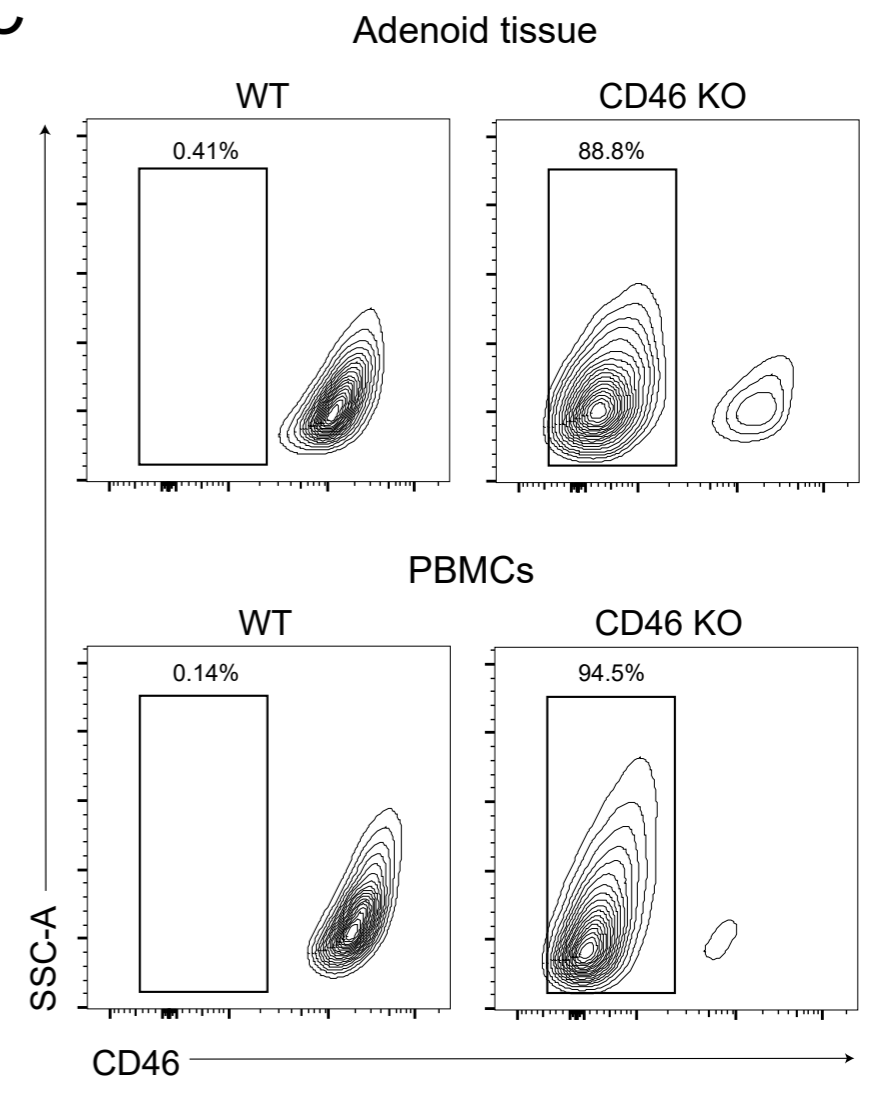 C
Adenoid tissue
WT
CD46 KO
0.41%
88.8%
PBMCs
WT
CD46 KO
0.14%
94.5%
SSC-A
CD46